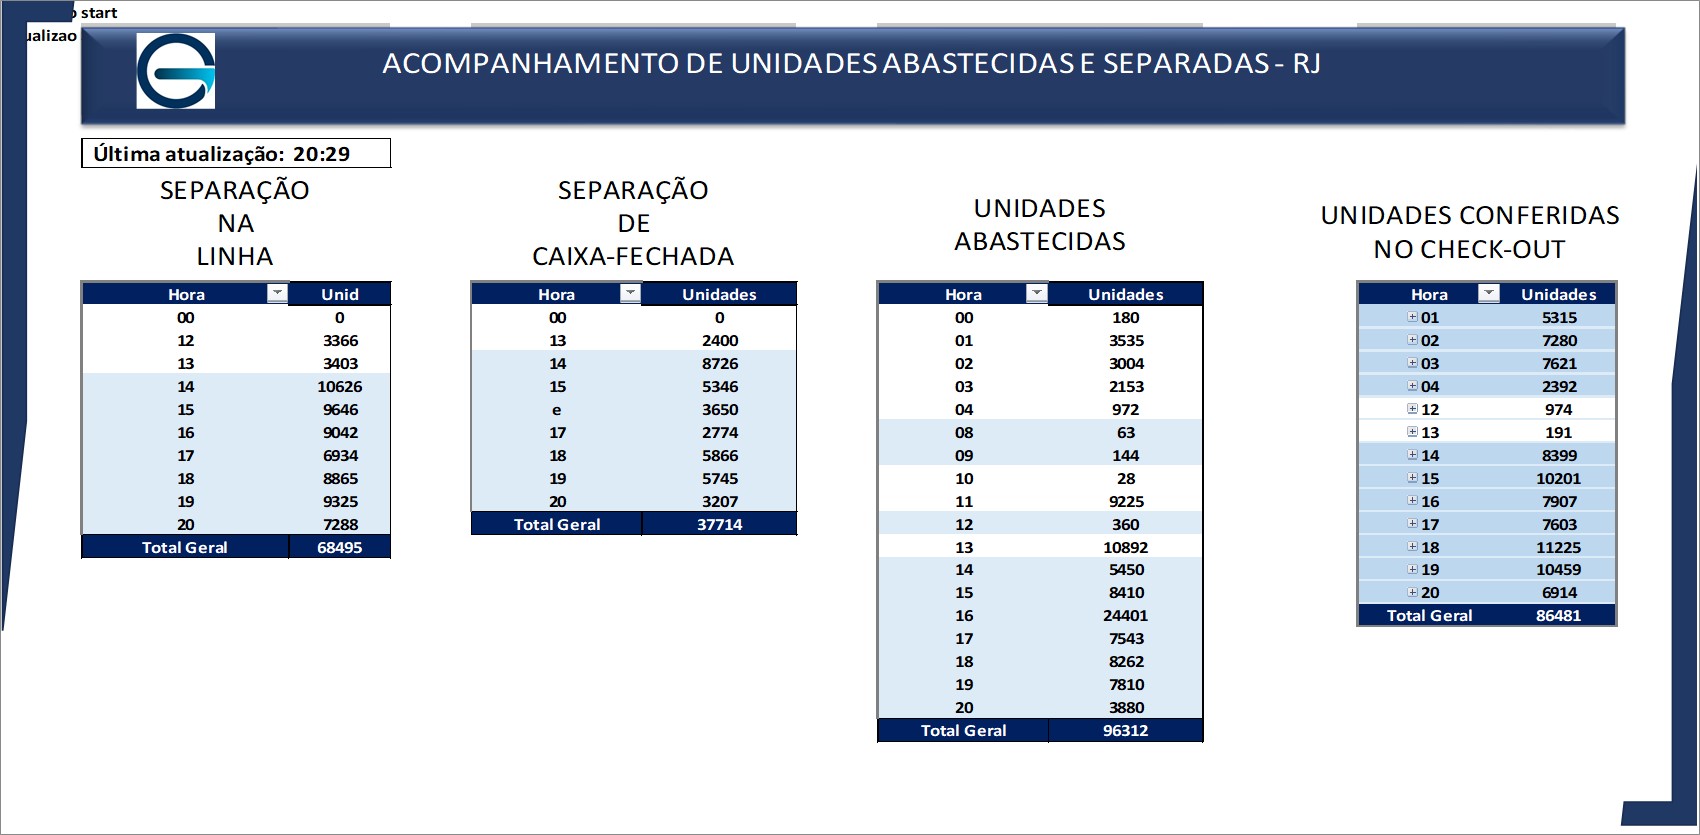 start
ualizao
ACOMPANHAMENTO DE UNIDADES ABASTECIDAS E SEPARADAS - RJ
Última atualização: 20:29
SEPARAÇÃO
NA
LINHA
Hora Unid
00 0
12 3366
13 3403
14 10626
15 9646
16 9042
17 6934
18 8865
19 9325
20 7288
Total Geral 68495
SEPARAÇÃO
DE
CAIXA-FECHADA
Hora Unidades
00 0
13 2400
14 8726
15 5346
e 3650
17 2774
18 5866
19 5745
20 3207
Total Geral 37714
UNIDADES
ABASTECIDAS
Hora Unidades
00 180
01 3535
02 3004
03 2153
04 972
08 63
09 144
10 28
11 9225
12 360
13 10892
14 5450
15 8410
16 24401
17 7543
18 8262
19 7810
20 3880
Total Geral 96312
UNIDADES CONFERIDAS
NO CHECK-OUT
Hora Unidades
01 5315
02 7280
03 7621
04 2392
12 974
13 191
14 8399
15 10201
16 7907
17 7603
18 11225
19 10459
20 6914
Total Geral 86481